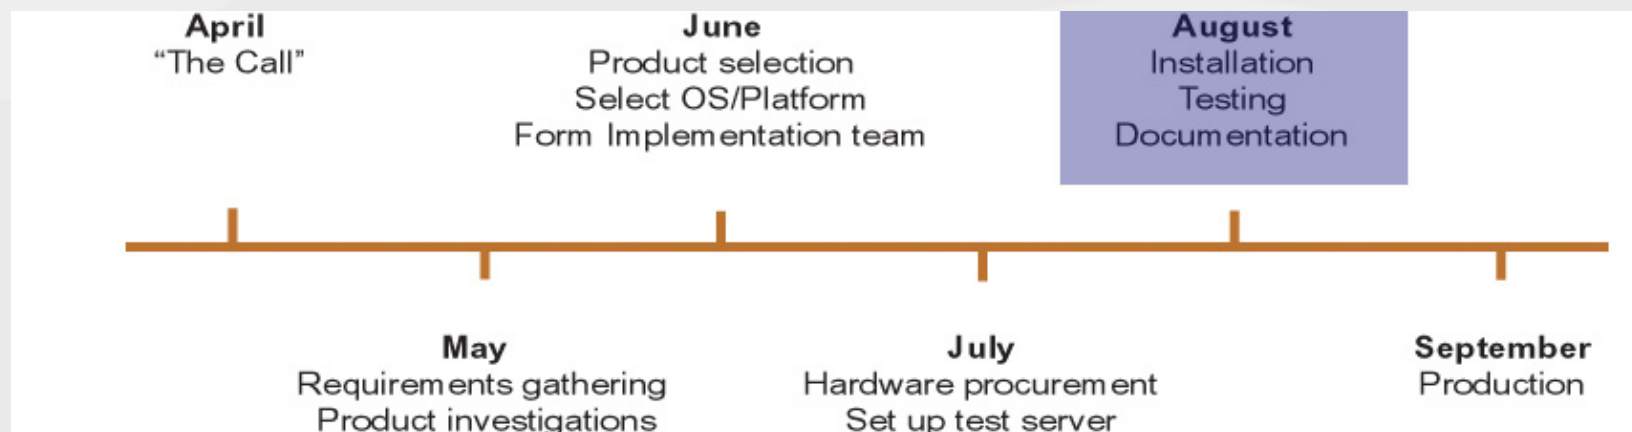 April
“The Call”
June
Product selection
Select OS/Platform
Form Implementation team
August
Installation
Testing
Documentation
May
Requirements gathering
Product investigations
July
Hardware procurement
Set up test server
September
Production